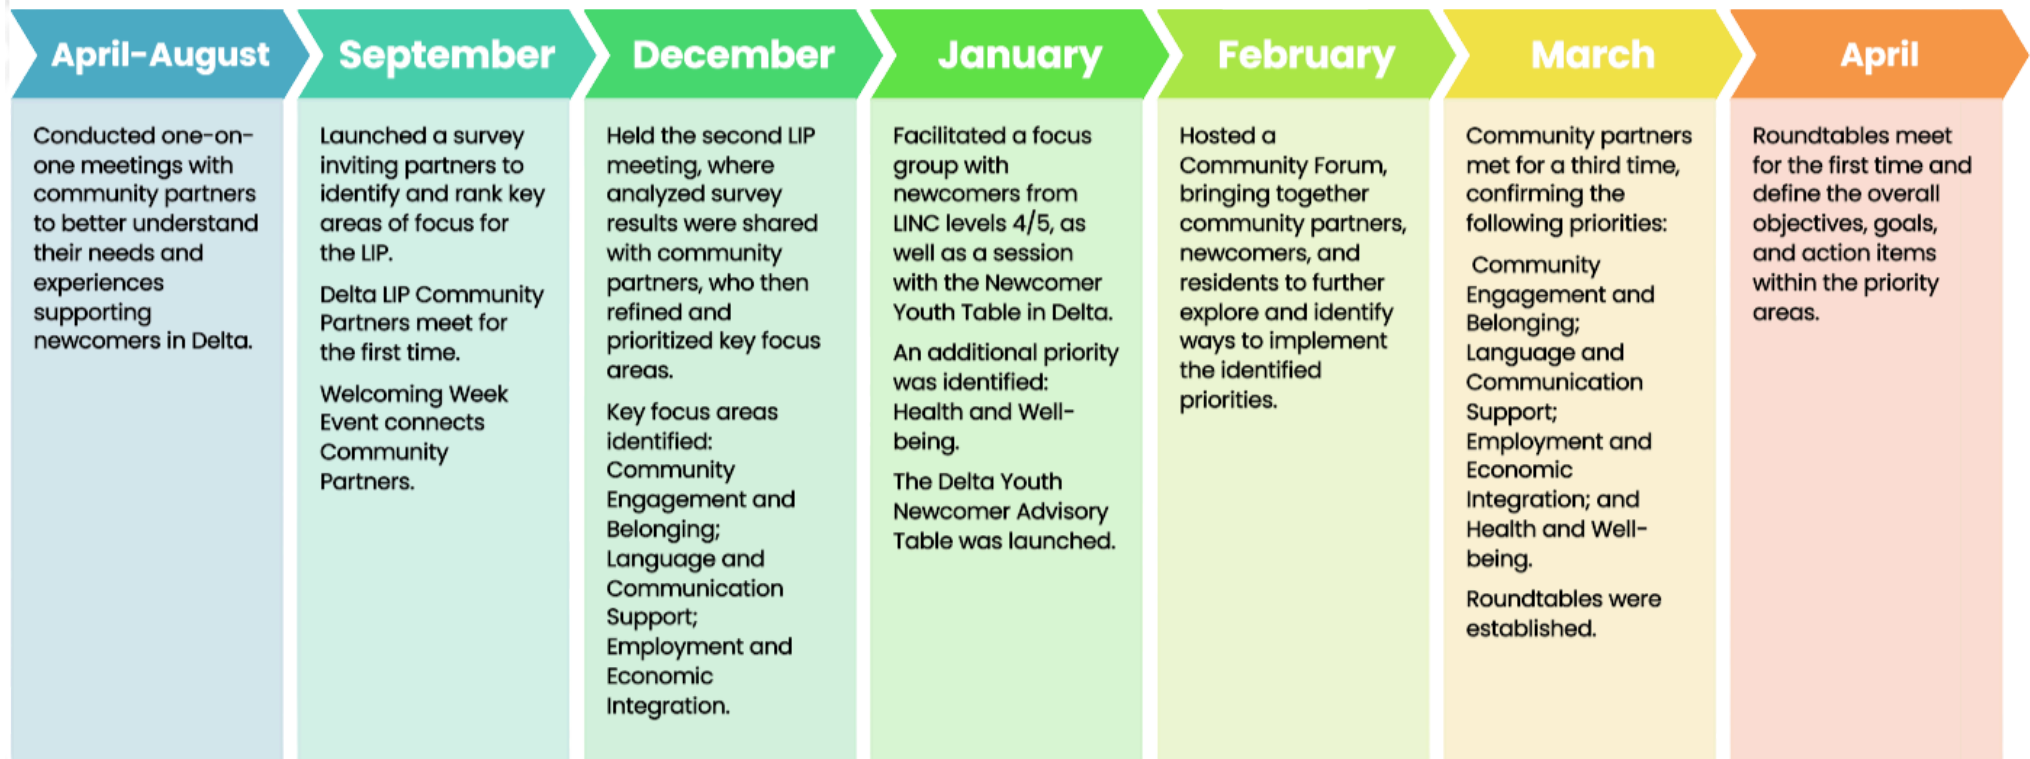 April-August
Conducted one-on-
one meetings with
community partners
to better understand
their needs and
experiences
supporting
newcomers in Delta.
September
Launched a survey
inviting partners to
identify and rank key
areas of focus for
the LIP.
Delta LIP Community
Partners meet for
the first time.
Welcoming Week
Event connects
Community
Partners.
December
Held the second LIP
meeting, where
analyzed survey
results were shared
with community
partners, who then
refined and
prioritized key focus
areas.
Key focus areas
identified:
Community
Engagement and
Belonging;
Language and
Communication
Support;
Employment and
Economic
Integration.
January
Facilitated a focus
group with
newcomers from
LINC levels 4/5, as
well as a session
with the Newcomer
Youth Table in Delta.
An additional priority
was identified:
Health and Well-
being.
The Delta Youth
Newcomer Advisory
Table was launched.
February
Hosted a
Community Forum,
bringing together
community partners,
newcomers, and
residents to further
explore and identify
ways to implement
the identified
priorities.
March
Community partners
met for a third time,
confirming the
following priorities:
Community
Engagement and
Belonging;
Language and
Communication
Support;
Employment and
Economic
Integration; and
Health and Well-
being.
Roundtables were
established.
April
Roundtables meet
for the first time and
define the overall
objectives, goals,
and action items
within the priority
areas.